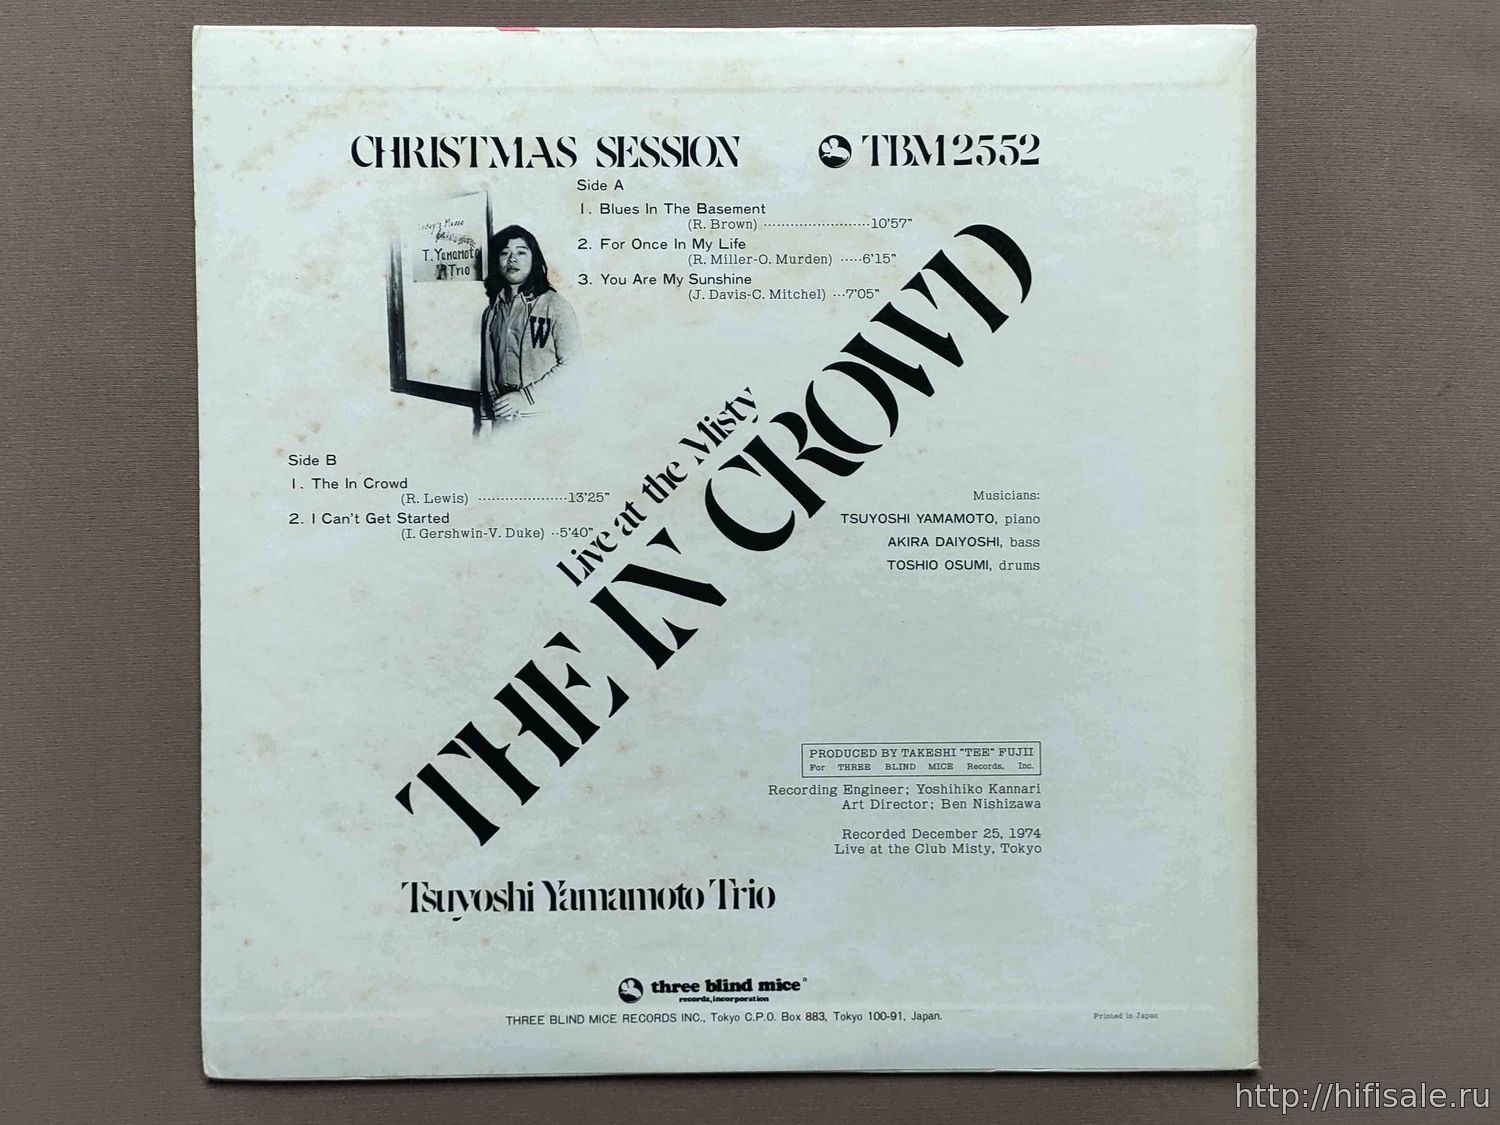 CHRISTMAS SESSION
TBM 2552
Side A
1. Blues In The Basement
(R. Brown) ························10'57"
2. For Once In My Life
(R. Miller-O. Murden) ·····6'15"
3. You Are My Sunshine
(J. Davis-C. Mitchel) ···7'05"
T. Yamamoto
Trio
W
Side B
1. The In Crowd
(R. Lewis) ····················13'25"
2. I Can't Get Started
(I. Gershwin-V. Duke) ··5'40"
Live at the Misty
THE IN CROWD
Musicians:
TSUYOSHI YAMAMOTO, piano
AKIRA DAIYOSHI, bass
TOSHIO OSUMI, drums
PRODUCED BY TAKESHI "TEE" FUJII
For THREE BLIND MICE Records. Inc.
Recording Engineer; Yoshihiko Kannari
Art Director; Ben Nishizawa
Recorded December 25, 1974
Live at the Club Misty, Tokyo
Tsuyoshi Yamamoto Trio
three blind mice®
records, incorporation
THREE BLIND MICE RECORDS INC., Tokyo C.P.O. Box 883, Tokyo 100-91, Japan.
Printed in Japan
http://hifisale.ru